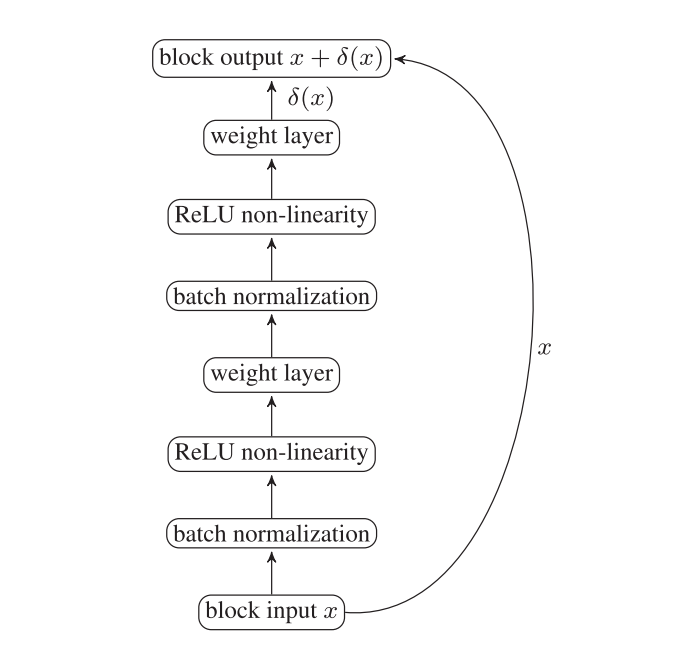 block output x + δ(x)
δ(x)
weight layer
ReLU non-linearity
batch normalization
weight layer
x
ReLU non-linearity
batch normalization
block input x